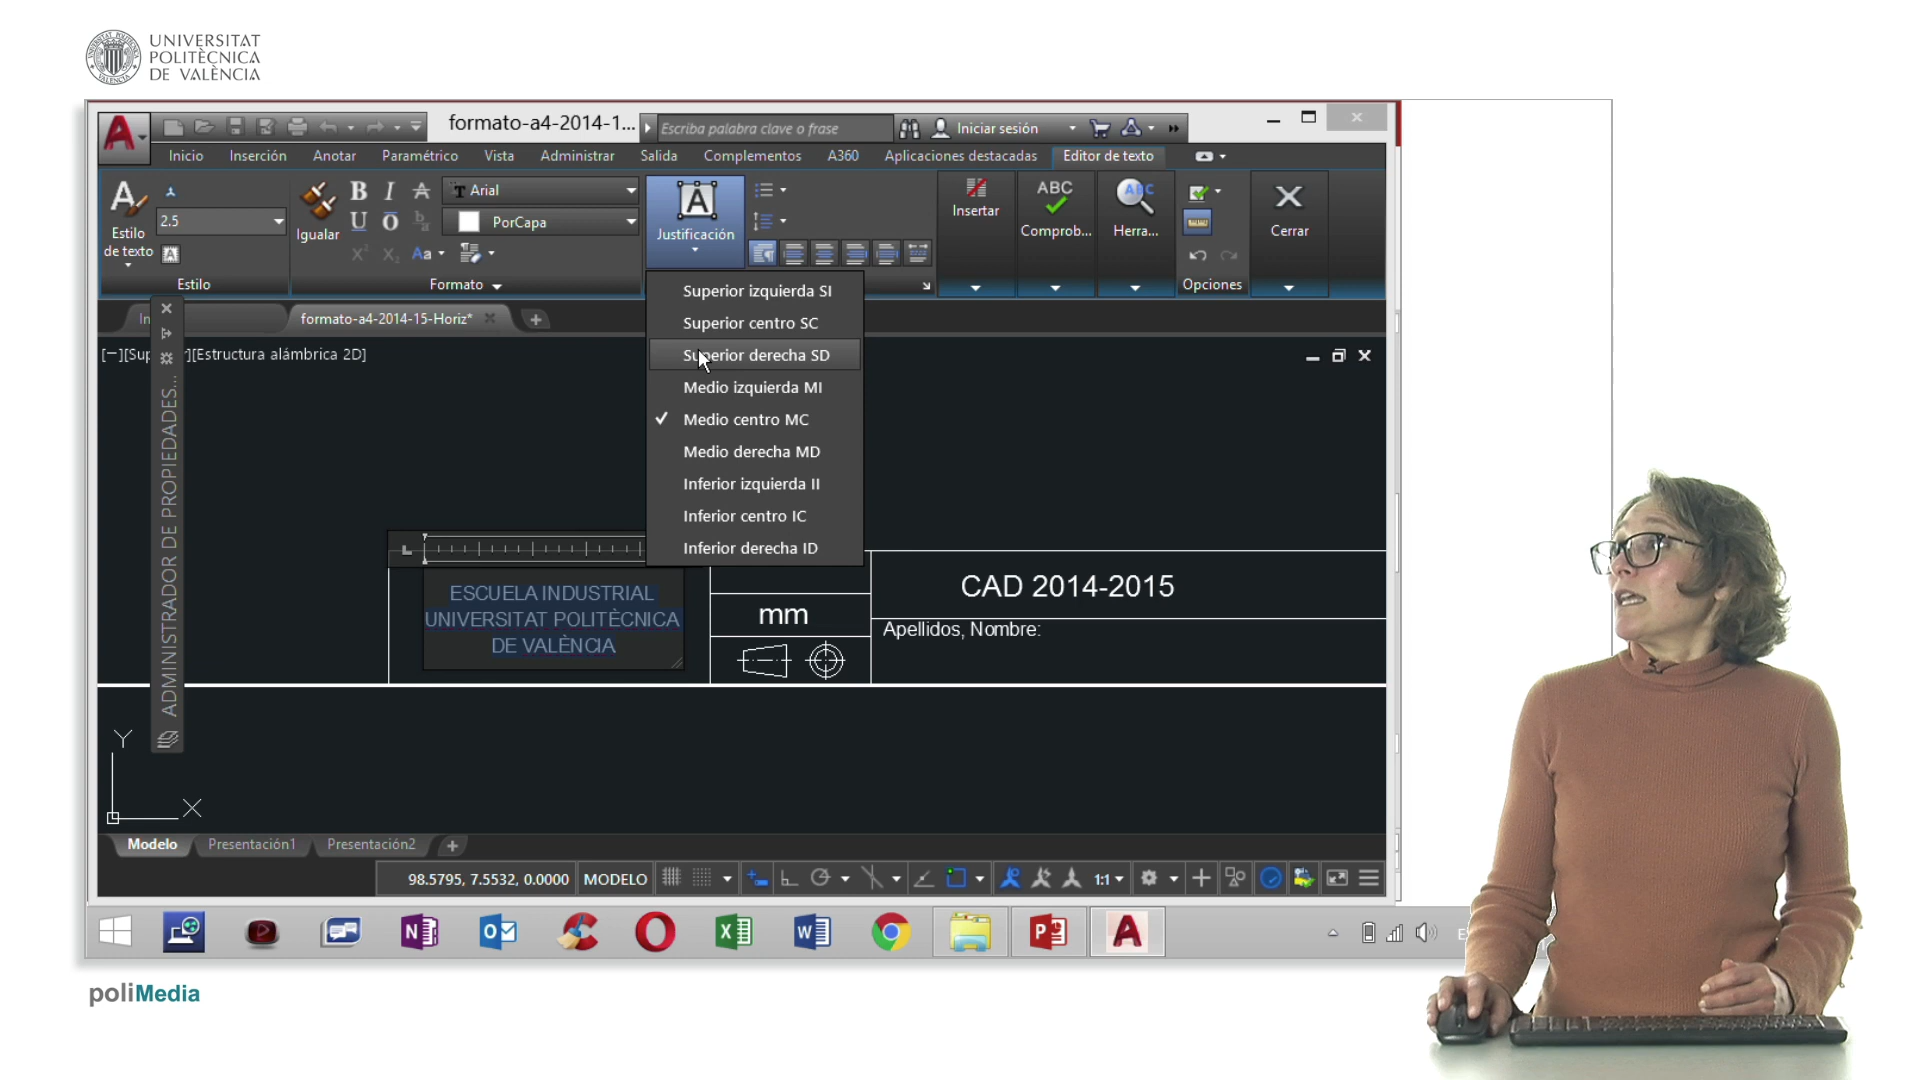 UNIVERSITAT
POLITÈCNICA
DE VALÈNCIA
formato-a4-2014-1...
Escriba palabra clave o frase
Iniciar sesión
Inicio
Inserción
Anotar
Paramétrico
Vista
Administrar
Salida
Complementos
A360
Aplicaciones destacadas
Editor de texto
2.5
Estilo
de texto
Estilo
Igualar
B
I
U
Arial
PorCapa
Aa
Formato
Justificación
Insertar
ABC
Comprob...
ABC
Herra...
Opciones
Cerrar
Superior izquierda SI
Superior centro SC
Superior derecha SD
Medio izquierda MI
Medio centro MC
Medio derecha MD
Inferior izquierda II
Inferior centro IC
Inferior derecha ID
In
formato-a4-2014-15-Horiz*
[−][Sup
][Estructura alámbrica 2D]
ADMINISTRADOR DE PROPIEDADES...
ESCUELA INDUSTRIAL
UNIVERSITAT POLITÈCNICA
DE VALÈNCIA
mm
CAD 2014-2015
Apellidos, Nombre:
Y
X
Modelo
Presentación1
Presentación2
98.5795, 7.5532, 0.0000
MODELO
1:1
poliMedia